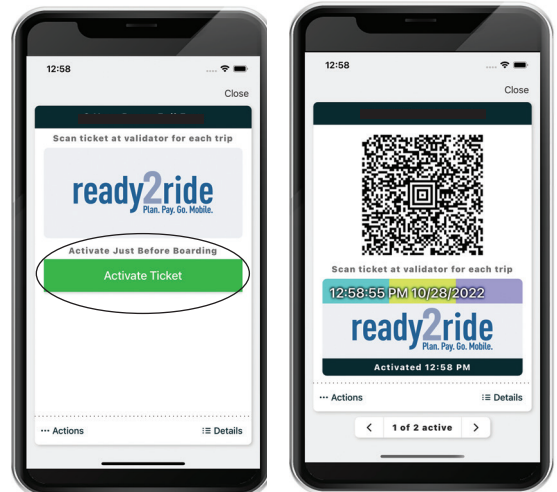 12:58
Close
Scan ticket at validator for each trip
ready2ride
Plan. Pay. Go. Mobile.
Activate Just Before Boarding
Activate Ticket
••• Actions
Details
12:58
Close
Scan ticket at validator for each trip
12:58:55 PM 10/28/2022
ready2ride
Plan. Pay. Go. Mobile.
Activated 12:58 PM
••• Actions
Details
< 1 of 2 active >